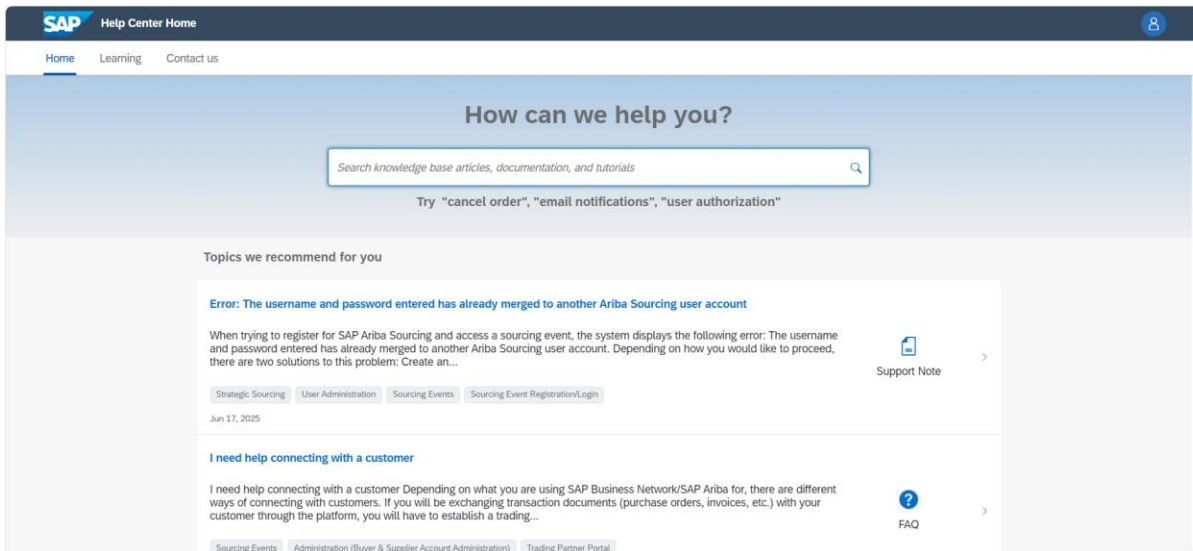 SAP Help Center Home
Home Learning Contact us
How can we help you?
Search knowledge base articles, documentation, and tutorials
Try "cancel order", "email notifications", "user authorization"
Topics we recommend for you
Error: The username and password entered has already merged to another Ariba Sourcing user account
When trying to register for SAP Ariba Sourcing and access a sourcing event, the system displays the following error: The username
and password entered has already merged to another Ariba Sourcing user account. Depending on how you would like to proceed,
there are two solutions to this problem: Create an...
Support Note
Strategic Sourcing User Administration Sourcing Events Sourcing Event Registration/Login
Jun 17, 2025
I need help connecting with a customer
I need help connecting with a customer Depending on what you are using SAP Business Network/SAP Ariba for, there are different
ways of connecting with customers. If you will be exchanging transaction documents (purchase orders, invoices, etc.) with your
customer through the platform, you will have to establish a trading...
FAQ
Sourcing Events Administration (Buyer & Supplier Account Administration) Trading Partner Portal